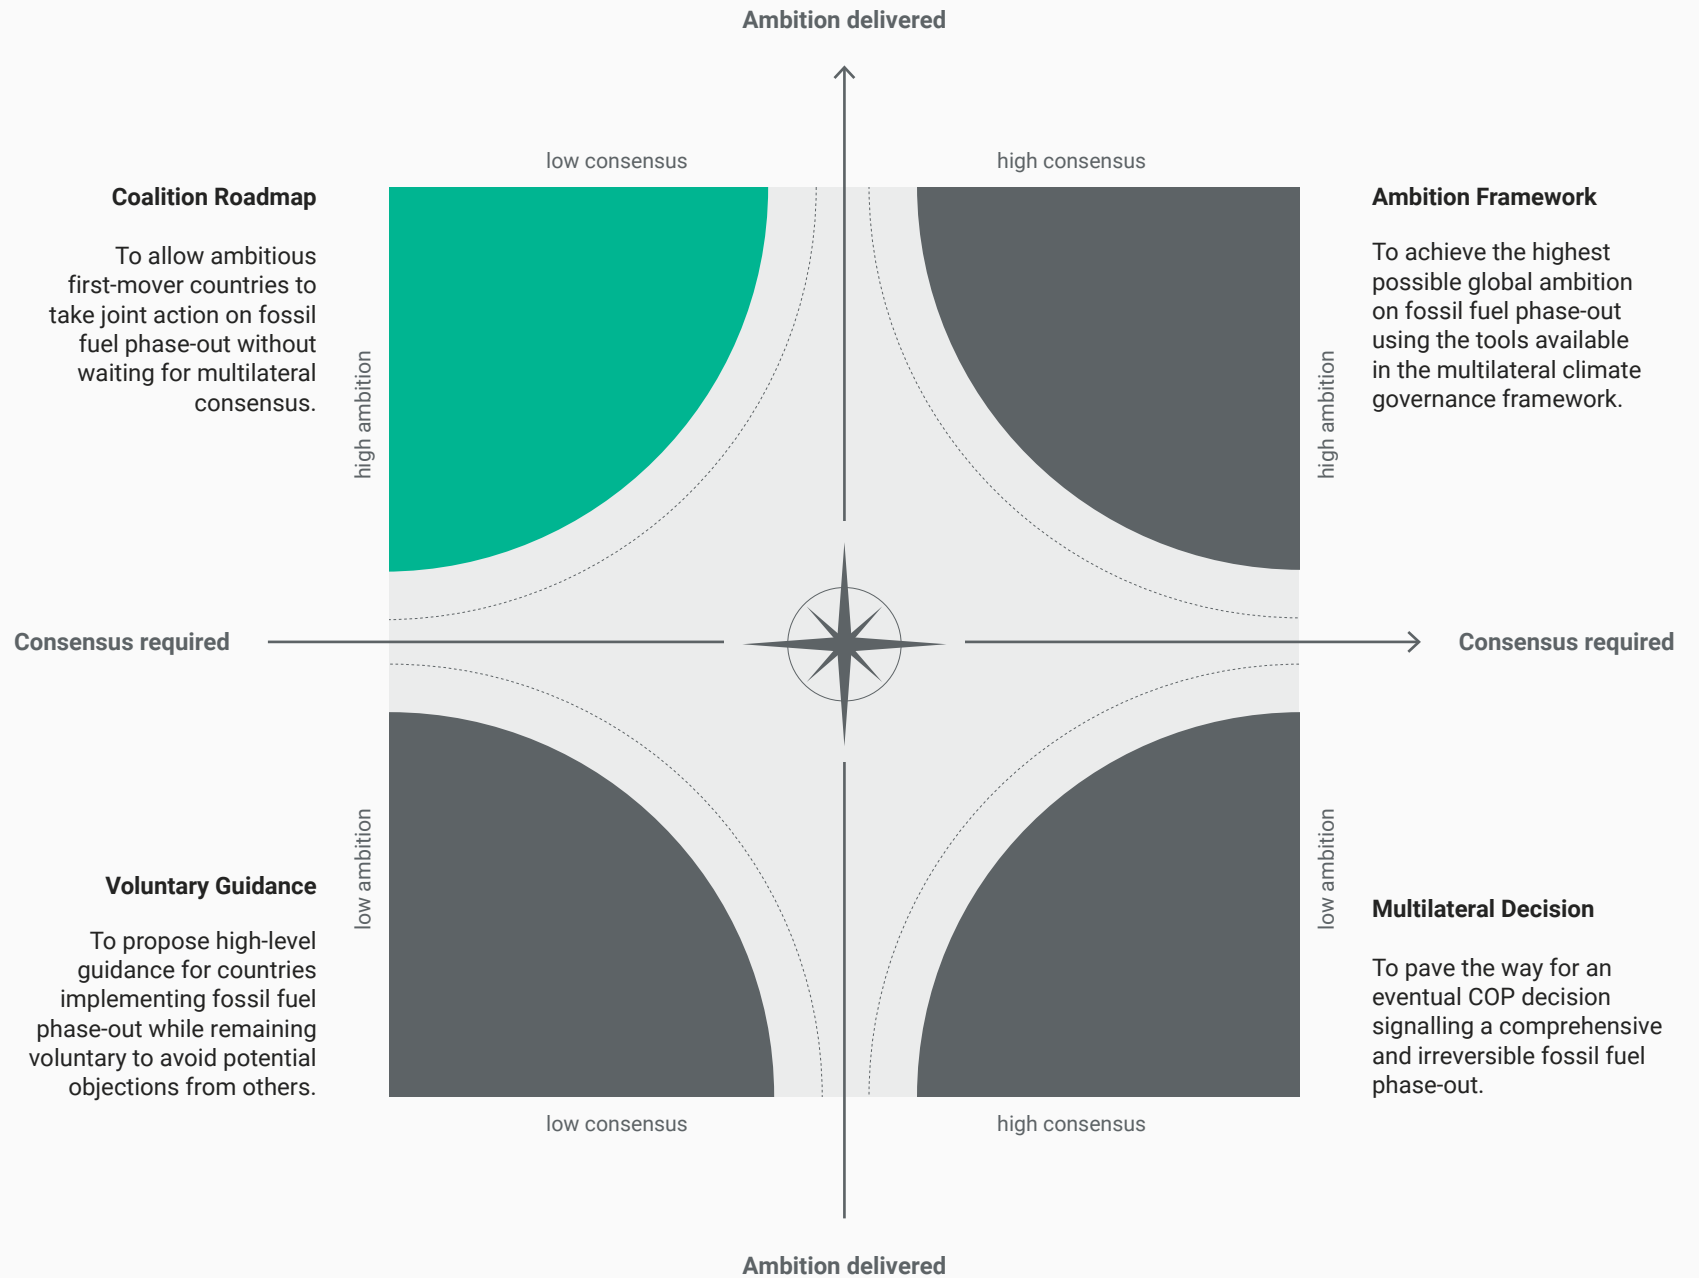 Ambition delivered
low consensus
high consensus
Coalition Roadmap
To allow ambitious
first-mover countries to
take joint action on fossil
fuel phase-out without
waiting for multilateral
consensus.
high ambition
high ambition
Ambition Framework
To achieve the highest
possible global ambition
on fossil fuel phase-out
using the tools available
in the multilateral climate
governance framework.
Consensus required
Consensus required
Voluntary Guidance
To propose high-level
guidance for countries
implementing fossil fuel
phase-out while remaining
voluntary to avoid potential
objections from others.
low ambition
low ambition
Multilateral Decision
To pave the way for an
eventual COP decision
signalling a comprehensive
and irreversible fossil fuel
phase-out.
low consensus
high consensus
Ambition delivered